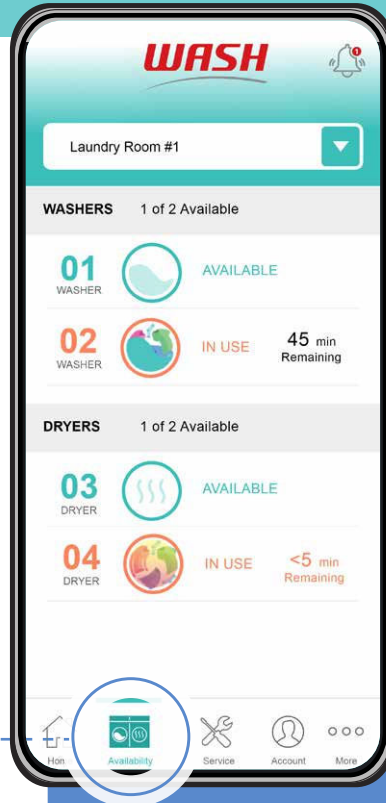 WASH
1
Laundry Room #1
WASHERS 1 of 2 Available
01
WASHER
AVAILABLE
02
WASHER
IN USE
45 min
Remaining
DRYERS 1 of 2 Available
03
DRYER
AVAILABLE
04
DRYER
IN USE
<5 min
Remaining
Hon Availability Service Account More